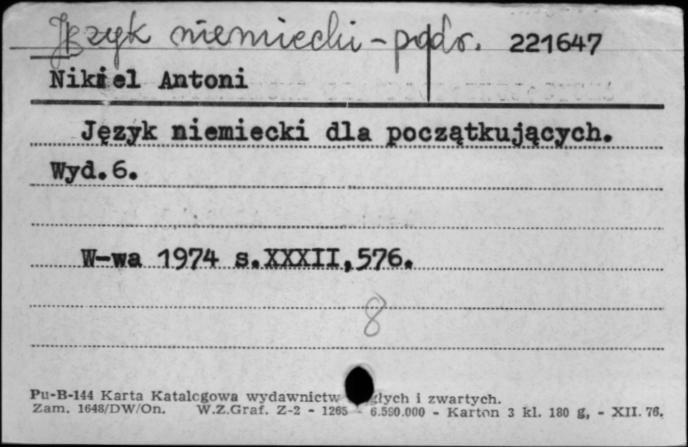 Język niemiecki - podr. 221647
Nikiel Antoni
Język niemiecki dla początkujących.
Wyd.6.
W-wa 1974 s.XXXII,576.
8
Pu-B-144 Karta Katalogowa wydawnictw głych i zwartych.
Zam. 1648/DW/On. W.Z.Graf. Z-2 - 1265 - 6.590.000 - Karton 3 kl. 180 g, - XII. 76.